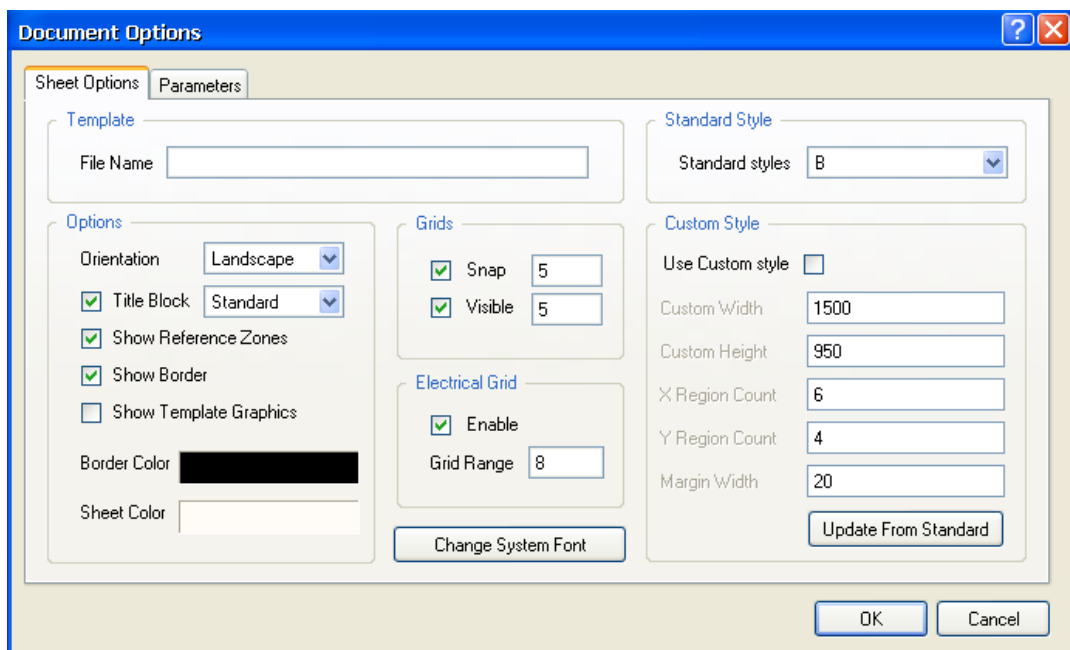 Document Options
?
X
Sheet Options
Parameters
Template
File Name
Standard Style
Standard styles B
Options
Orientation Landscape
Title Block Standard
Show Reference Zones
Show Border
Show Template Graphics
Border Color
Sheet Color
Grids
Snap 5
Visible 5
Electrical Grid
Enable
Grid Range 8
Change System Font
Custom Style
Use Custom style
Custom Width 1500
Custom Height 950
X Region Count 6
Y Region Count 4
Margin Width 20
Update From Standard
OK
Cancel